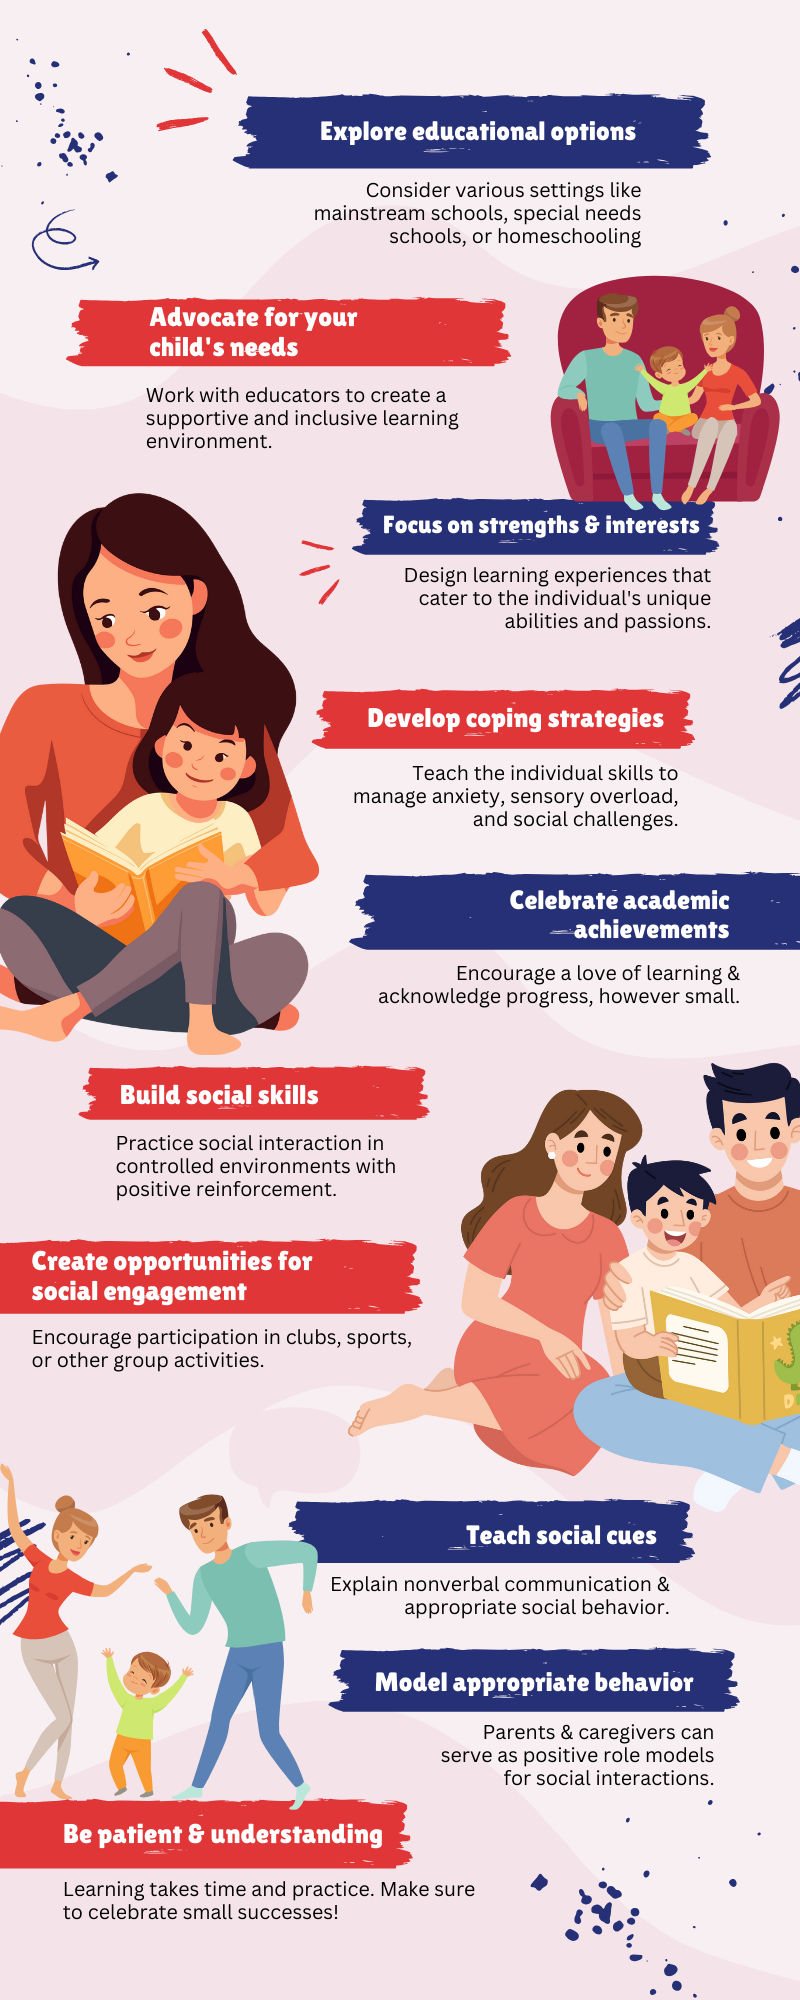 Explore educational options
Consider various settings like
mainstream schools, special needs
schools, or homeschooling
Advocate for your
child's needs
Work with educators to create a
supportive and inclusive learning
environment.
Focus on strengths & interests
Design learning experiences that
cater to the individual's unique
abilities and passions.
Develop coping strategies
Teach the individual skills to
manage anxiety, sensory overload,
and social challenges.
Celebrate academic
achievements
Encourage a love of learning &
acknowledge progress, however small.
Build social skills
Practice social interaction in
controlled environments with
positive reinforcement.
Create opportunities for
social engagement
Encourage participation in clubs, sports,
or other group activities.
Teach social cues
Explain nonverbal communication &
appropriate social behavior.
Model appropriate behavior
Parents & caregivers can
serve as positive role models
for social interactions.
Be patient & understanding
Learning takes time and practice. Make sure
to celebrate small successes!